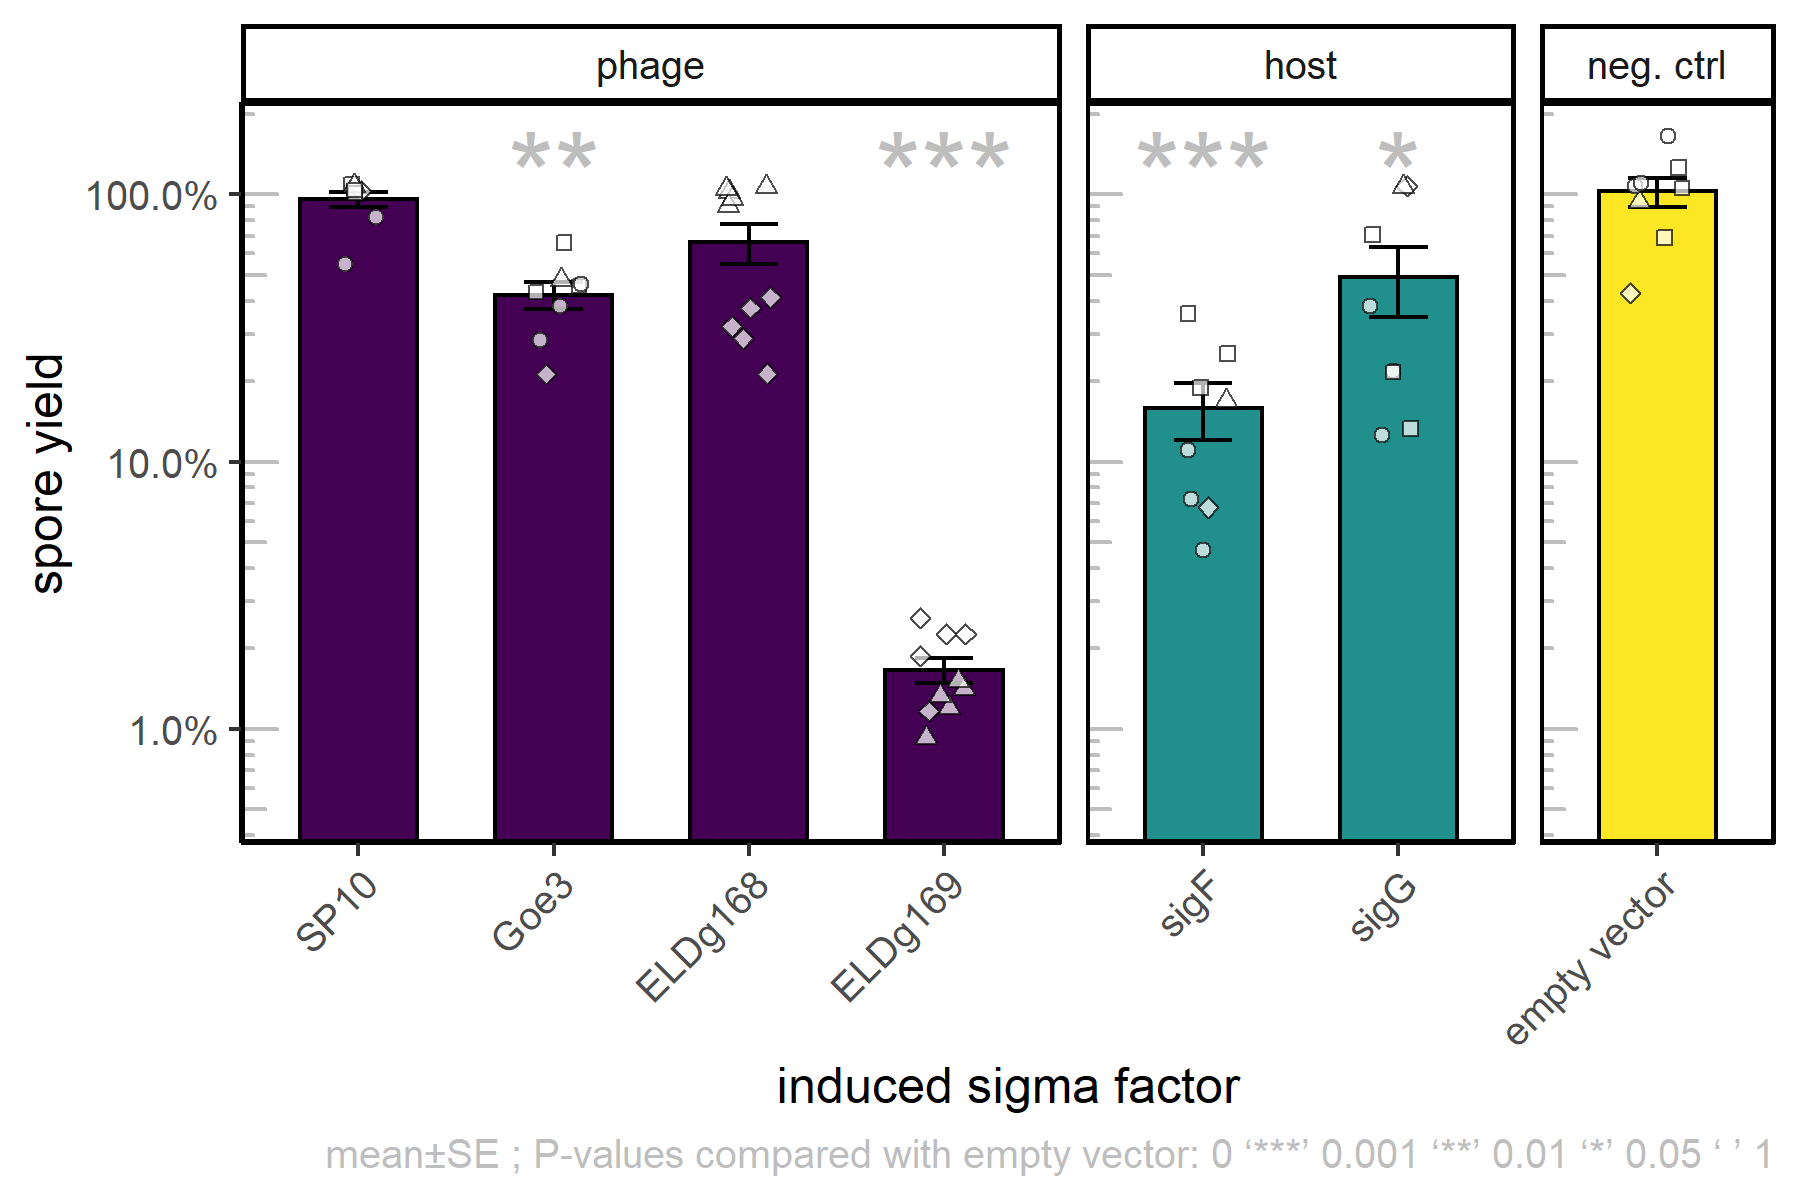 phage
host
neg. ctrl
** *** *** *
100.0%
10.0%
1.0%
spore yield
SP10
Goe3
ELDg168
ELDg169
sigF
sigG
empty vector
induced sigma factor
mean±SE ; P-values compared with empty vector: 0 ‘***’ 0.001 ‘**’ 0.01 ‘*’ 0.05 ‘ ’ 1